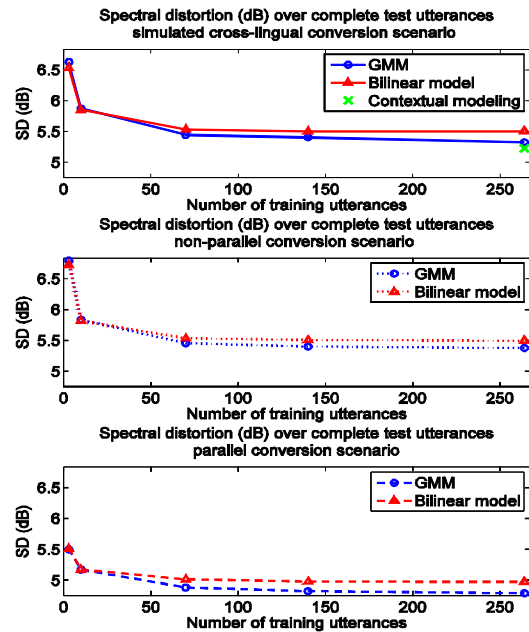 Spectral distortion (dB) over complete test utterances
simulated cross-lingual conversion scenario
GMM
Bilinear model
Contextual modeling
SD (dB)
6.5
6
5.5
5
0 50 100 150 200 250
Number of training utterances
Spectral distortion (dB) over complete test utterances
non-parallel conversion scenario
GMM
Bilinear model
SD (dB)
6.5
6
5.5
5
0 50 100 150 200 250
Number of training utterances
Spectral distortion (dB) over complete test utterances
parallel conversion scenario
GMM
Bilinear model
SD (dB)
6.5
6
5.5
5
0 50 100 150 200 250
Number of training utterances